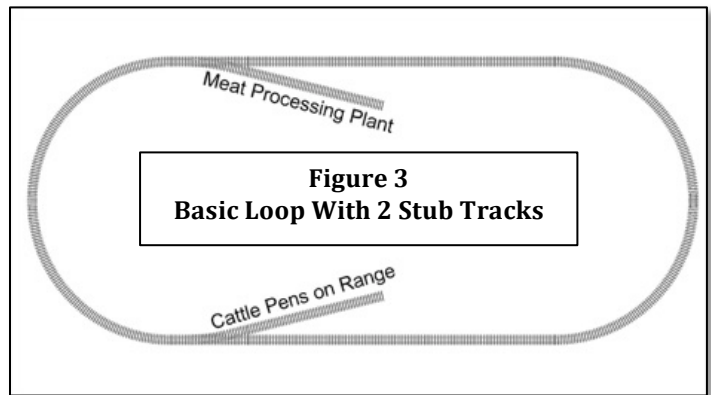 Meat Processing Plant
Figure 3
Basic Loop With 2 Stub Tracks
Cattle Pens on Range